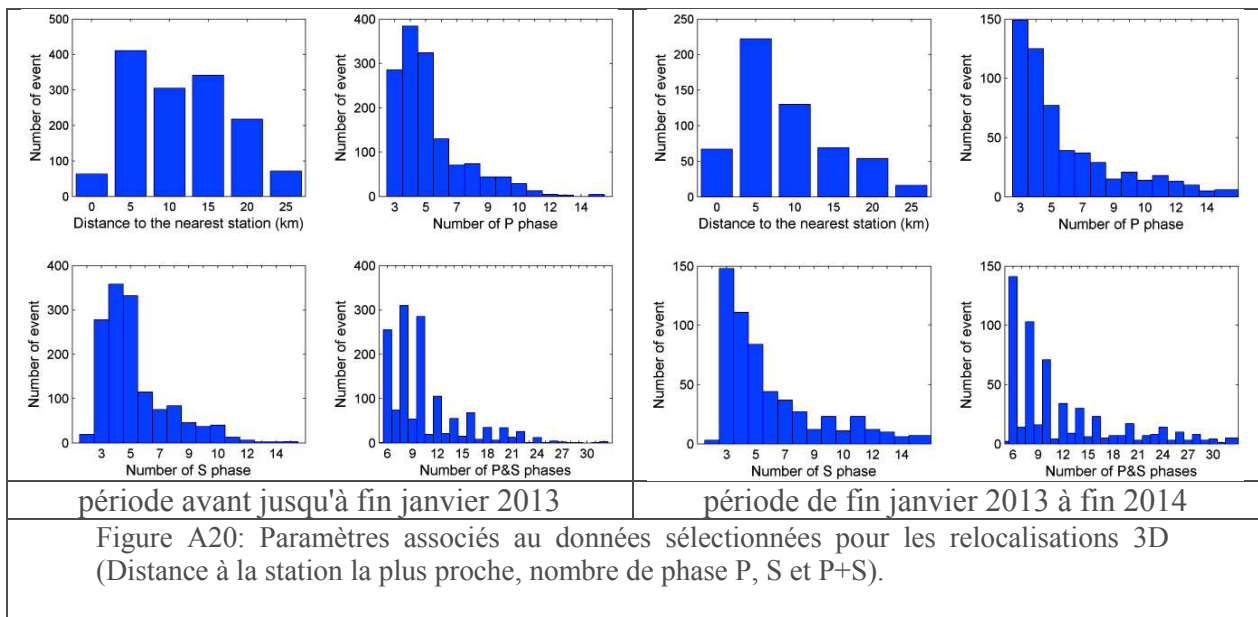 500
400
300
200
100
0
Number of event
0 5 10 15 20 25
Distance to the nearest station (km)
400
300
200
100
0
Number of event
3 5 7 9 10 12 14
Number of P phase
250
200
150
100
50
0
Number of event
0 5 10 15 20 25
Distance to the nearest station (km)
150
100
50
0
Number of event
3 5 7 9 10 12 14
Number of P phase
400
300
200
100
0
Number of event
3 5 7 9 10 12 14
Number of S phase
400
300
200
100
0
Number of event
6 9 12 15 18 21 24 27 30
Number of P&S phases
150
100
50
0
Number of event
3 5 7 9 10 12 14
Number of S phase
150
100
50
0
Number of event
6 9 12 15 18 21 24 27 30
Number of P&S phases
période avant jusqu'à fin janvier 2013
période de fin janvier 2013 à fin 2014
Figure A20: Paramètres associés au données sélectionnées pour les relocalisations 3D
(Distance à la station la plus proche, nombre de phase P, S et P+S).